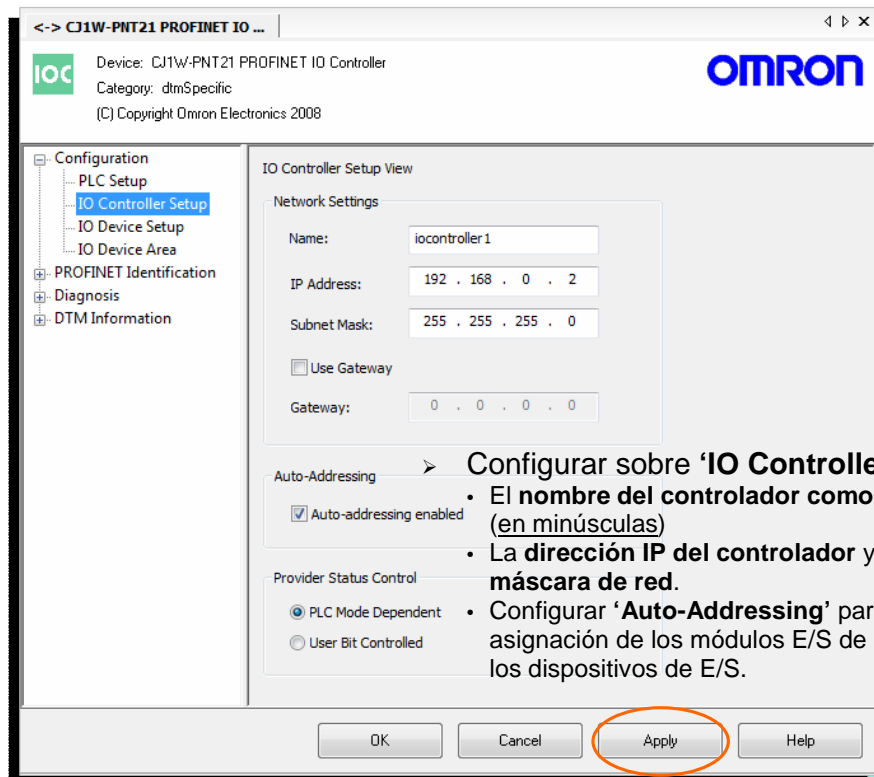 <-> CJ1W-PNT21 PROFINET IO ...
IOC
Device: CJ1W-PNT21 PROFINET IO Controller
Category: dtmSpecific
(C) Copyright Omron Electronics 2008
OMRON
Configuration
PLC Setup
IO Controller Setup
IO Device Setup
IO Device Area
PROFINET Identification
Diagnosis
DTM Information
IO Controller Setup View
Network Settings
Name: iocontroller1
IP Address: 192 . 168 . 0 . 2
Subnet Mask: 255 . 255 . 255 . 0
Use Gateway
Gateway: 0 . 0 . 0 . 0
Auto-Addressing
Auto-addressing enabled
Provider Status Control
PLC Mode Dependent
User Bit Controlled
➢ Configurar sobre ‘IO Controlle
• El nombre del controlador como
(en minúsculas)
• La dirección IP del controlador y
máscara de red.
• Configurar ‘Auto-Addressing’ par
asignación de los módulos E/S de
los dispositivos de E/S.
OK Cancel Apply Help